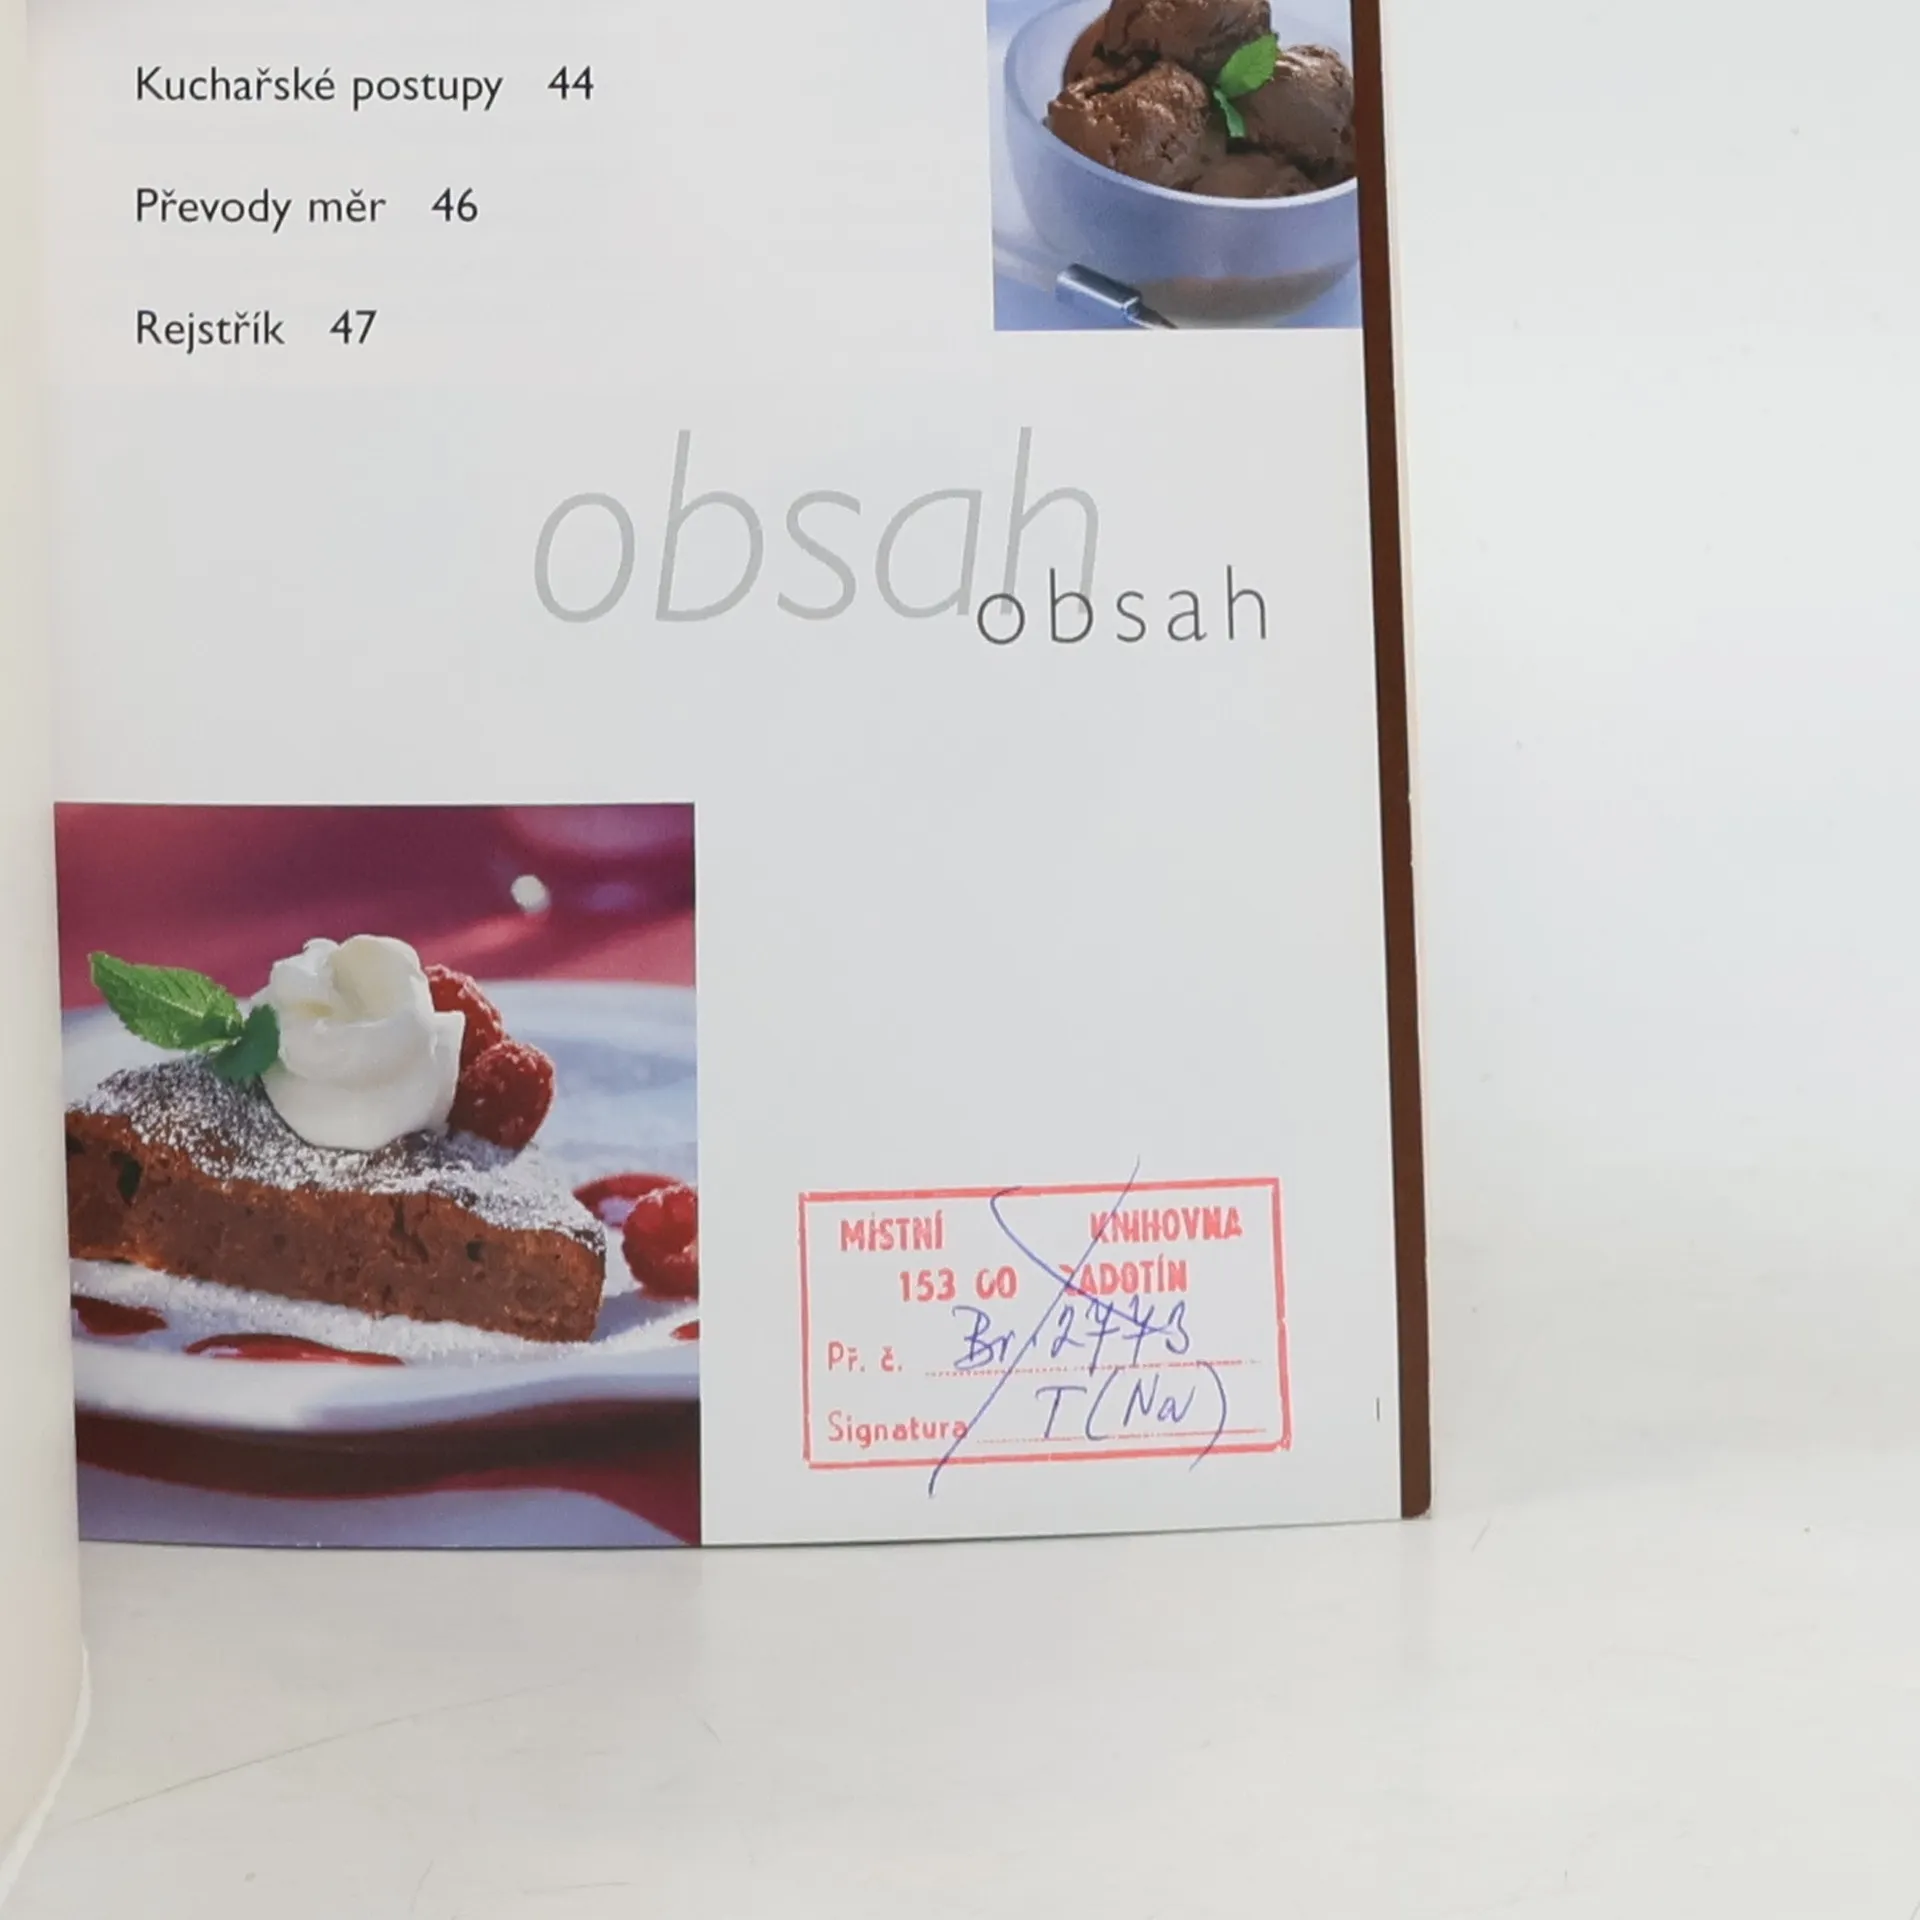 Kuchařské postupy 44
Převody měr 46
Rejstřík 47
obsah
obsah
MÍSTNÍ KNIHOVNA
153 00 RADOTÍN
Př. č. Br 2773
Signatura T (Na)